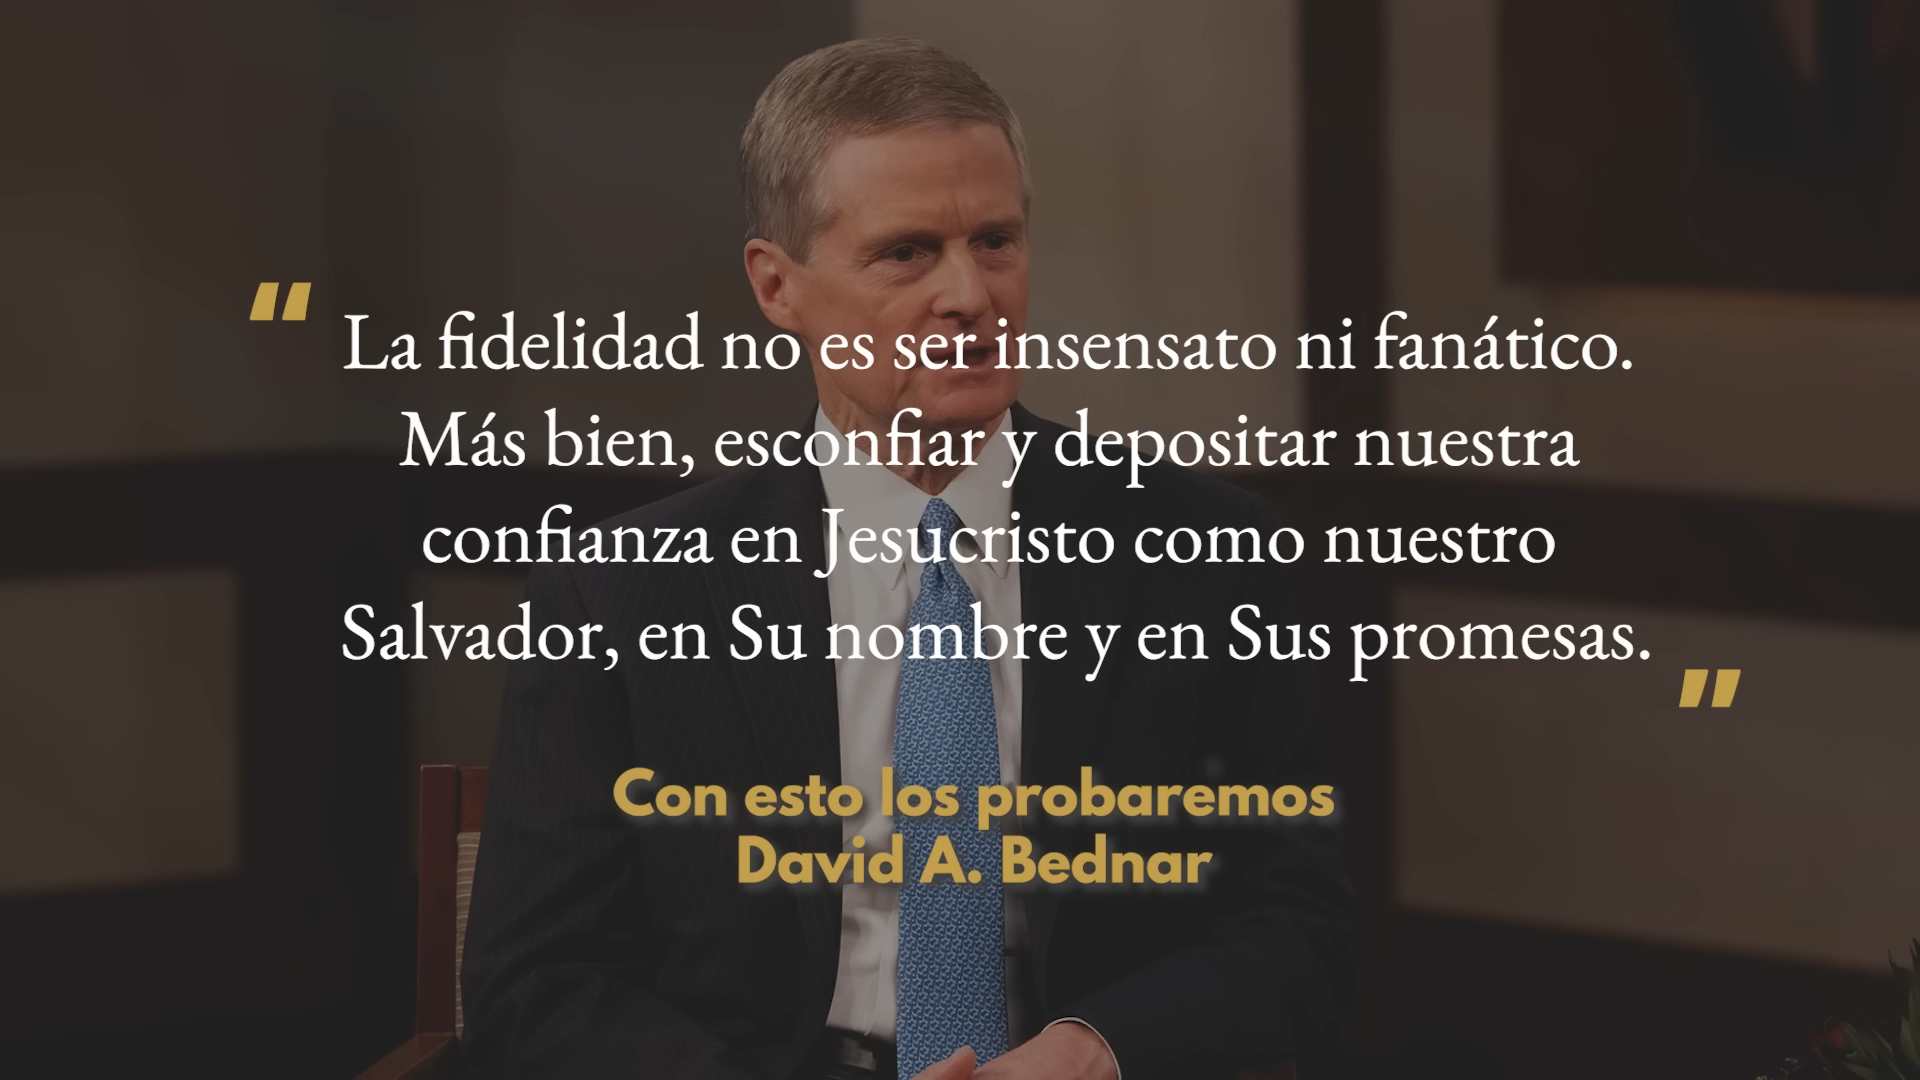 “ La fidelidad no es ser insensato ni fanático.
Más bien, esconfiar y depositar nuestra
confianza en Jesucristo como nuestro
Salvador, en Su nombre y en Sus promesas. ”
Con esto los probaremos
David A. Bednar